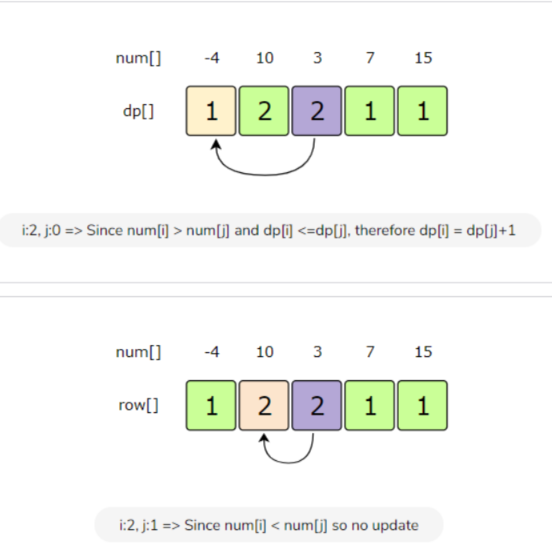 num[] -4 10 3 7 15
dp[] 1 2 2 1 1
i:2, j:0 => Since num[i] > num[j] and dp[i] <=dp[j], therefore dp[i] = dp[j]+1
num[] -4 10 3 7 15
row[] 1 2 2 1 1
i:2, j:1 => Since num[i] < num[j] so no update